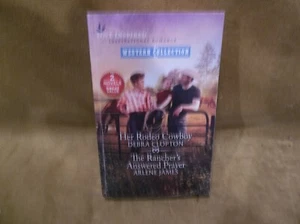 WESTERN COLLECTION
Her Rodeo Cowboy
DEBRA CLOPTON
The Rancher's
Answered Prayer
ARLENE JAMES